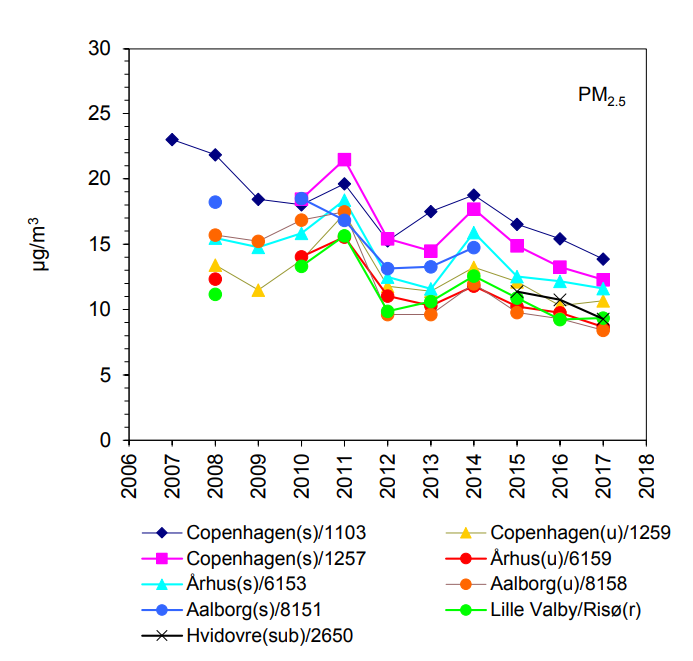 30
PM2.5
25
20
µg/m³
15
10
5
0
2006 2007 2008 2009 2010 2011 2012 2013 2014 2015 2016 2017 2018
Copenhagen(s)/1103 Copenhagen(u)/1259
Copenhagen(s)/1257 Århus(u)/6159
Århus(s)/6153 Aalborg(u)/8158
Aalborg(s)/8151 Lille Valby/Risø(r)
Hvidovre(sub)/2650